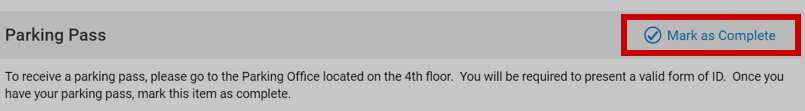 Parking Pass
Mark as Complete
To receive a parking pass, please go to the Parking Office located on the 4th floor.  You will be required to present a valid form of ID.  Once you
have your parking pass, mark this item as complete.